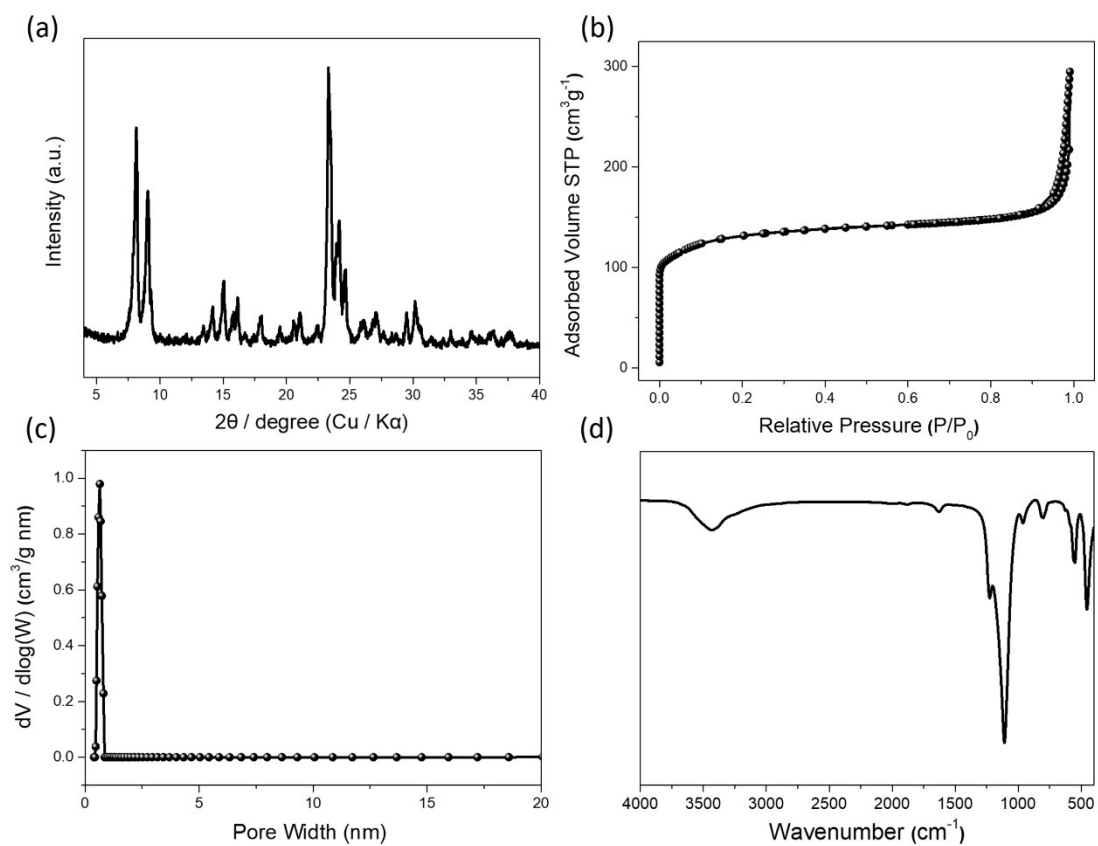 (a)
Intensity (a.u.)
5 10 15 20 25 30 35 40
2θ / degree (Cu / Kα)
(b)
Adsorbed Volume STP (cm³g⁻¹)
300
200
100
0
0.0 0.2 0.4 0.6 0.8 1.0
Relative Pressure (P/P₀)
(c)
dV / dlog(W) (cm³/g nm)
1.0
0.8
0.6
0.4
0.2
0.0
0 5 10 15 20
Pore Width (nm)
(d)
4000 3500 3000 2500 2000 1500 1000 500
Wavenumber (cm⁻¹)